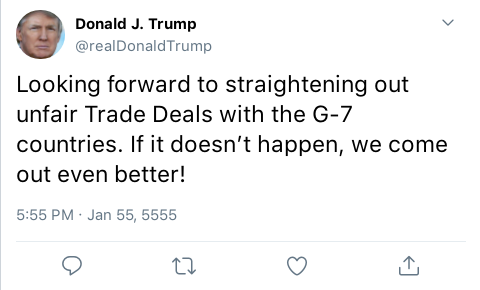 Donald J. Trump
@realDonaldTrump
Looking forward to straightening out
unfair Trade Deals with the G-7
countries. If it doesn’t happen, we come
out even better!
5:55 PM · Jan 55, 5555